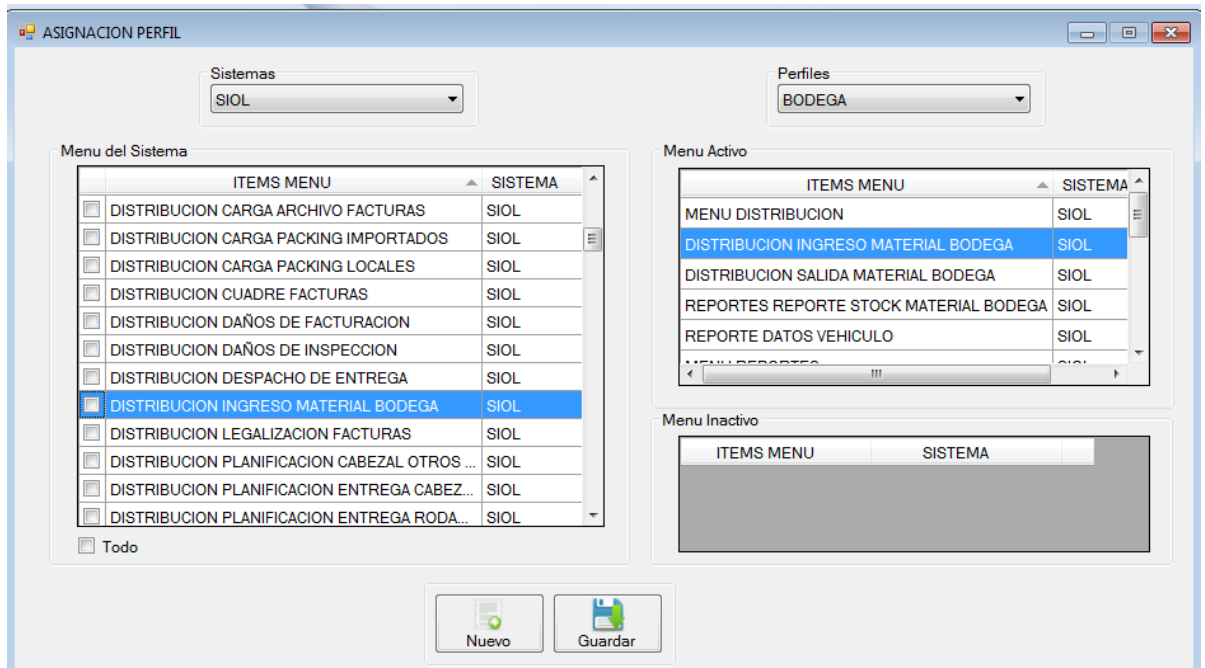 ASIGNACION PERFIL
Sistemas
SIOL
Perfiles
BODEGA
Menu del Sistema
ITEMS MENU SISTEMA
DISTRIBUCION CARGA ARCHIVO FACTURAS SIOL
DISTRIBUCION CARGA PACKING IMPORTADOS SIOL
DISTRIBUCION CARGA PACKING LOCALES SIOL
DISTRIBUCION CUADRE FACTURAS SIOL
DISTRIBUCION DAÑOS DE FACTURACION SIOL
DISTRIBUCION DAÑOS DE INSPECCION SIOL
DISTRIBUCION DESPACHO DE ENTREGA SIOL
DISTRIBUCION INGRESO MATERIAL BODEGA SIOL
DISTRIBUCION LEGALIZACION FACTURAS SIOL
DISTRIBUCION PLANIFICACION CABEZAL OTROS ... SIOL
DISTRIBUCION PLANIFICACION ENTREGA CABEZ... SIOL
DISTRIBUCION PLANIFICACION ENTREGA RODA... SIOL
Todo
Menu Activo
ITEMS MENU SISTEMA
MENU DISTRIBUCION SIOL
DISTRIBUCION INGRESO MATERIAL BODEGA SIOL
DISTRIBUCION SALIDA MATERIAL BODEGA SIOL
REPORTES REPORTE STOCK MATERIAL BODEGA SIOL
REPORTE DATOS VEHICULO SIOL
MENU REPORTES SIOL
Menu Inactivo
ITEMS MENU SISTEMA
Nuevo
Guardar